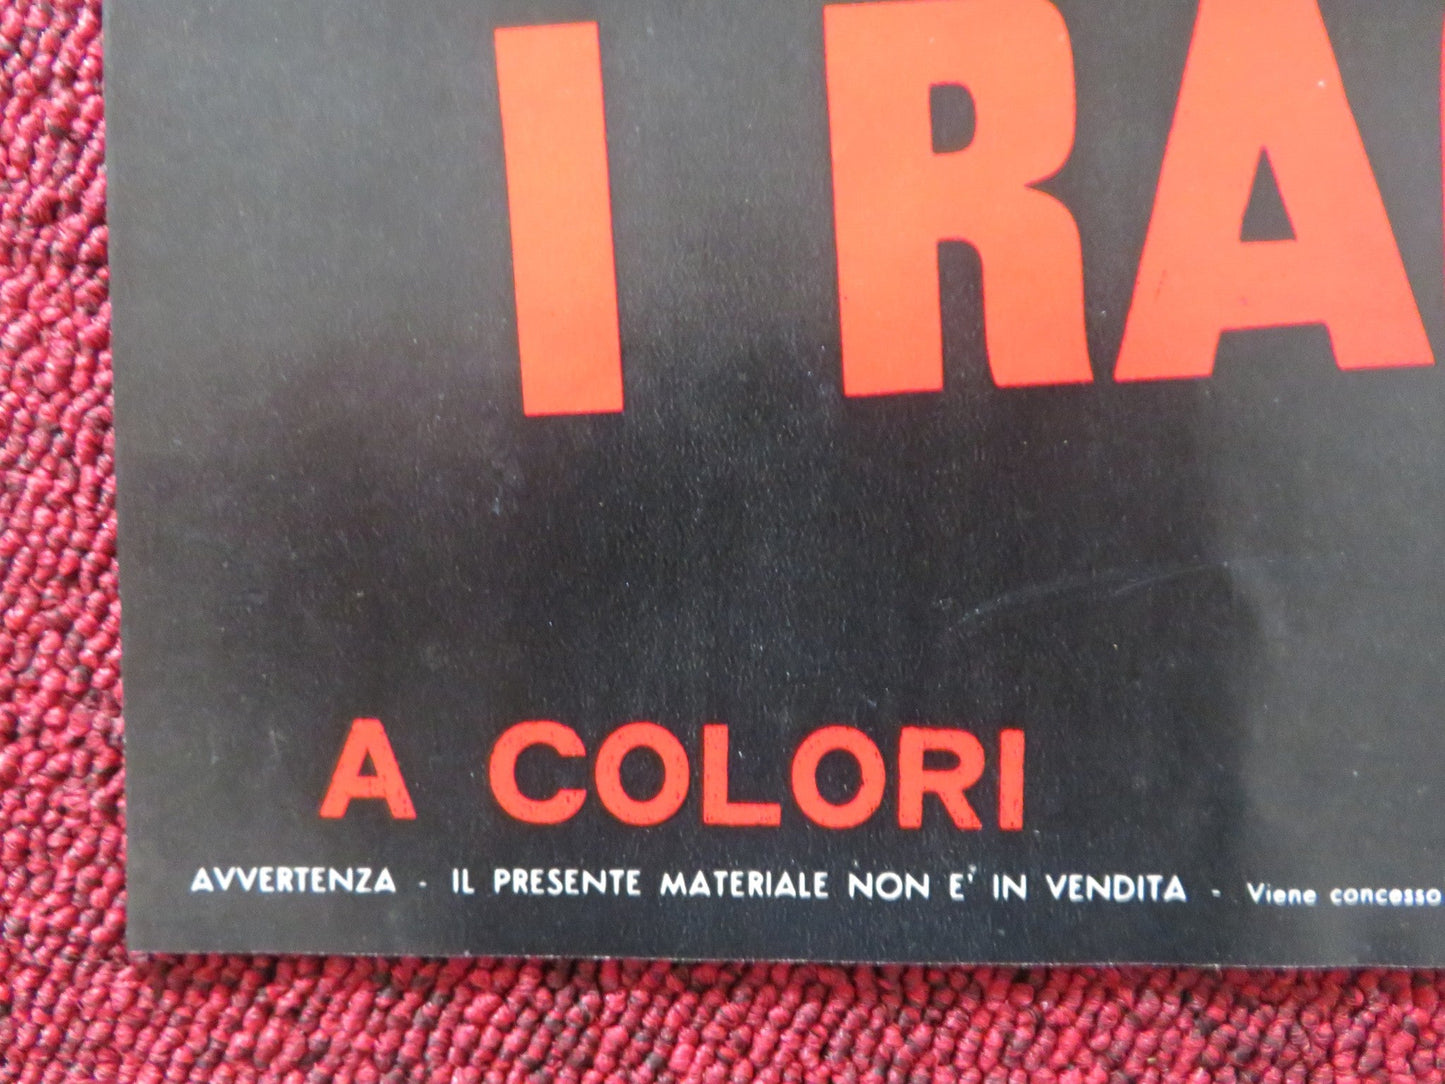 I RA
A COLORI
AVVERTENZA - IL PRESENTE MATERIALE NON E' IN VENDITA - Viene concesso